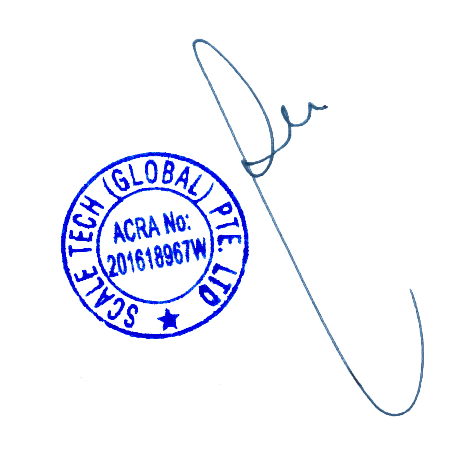 SCALE TECH (GLOBAL) PTE. LTD
ACRA No:
201618967W